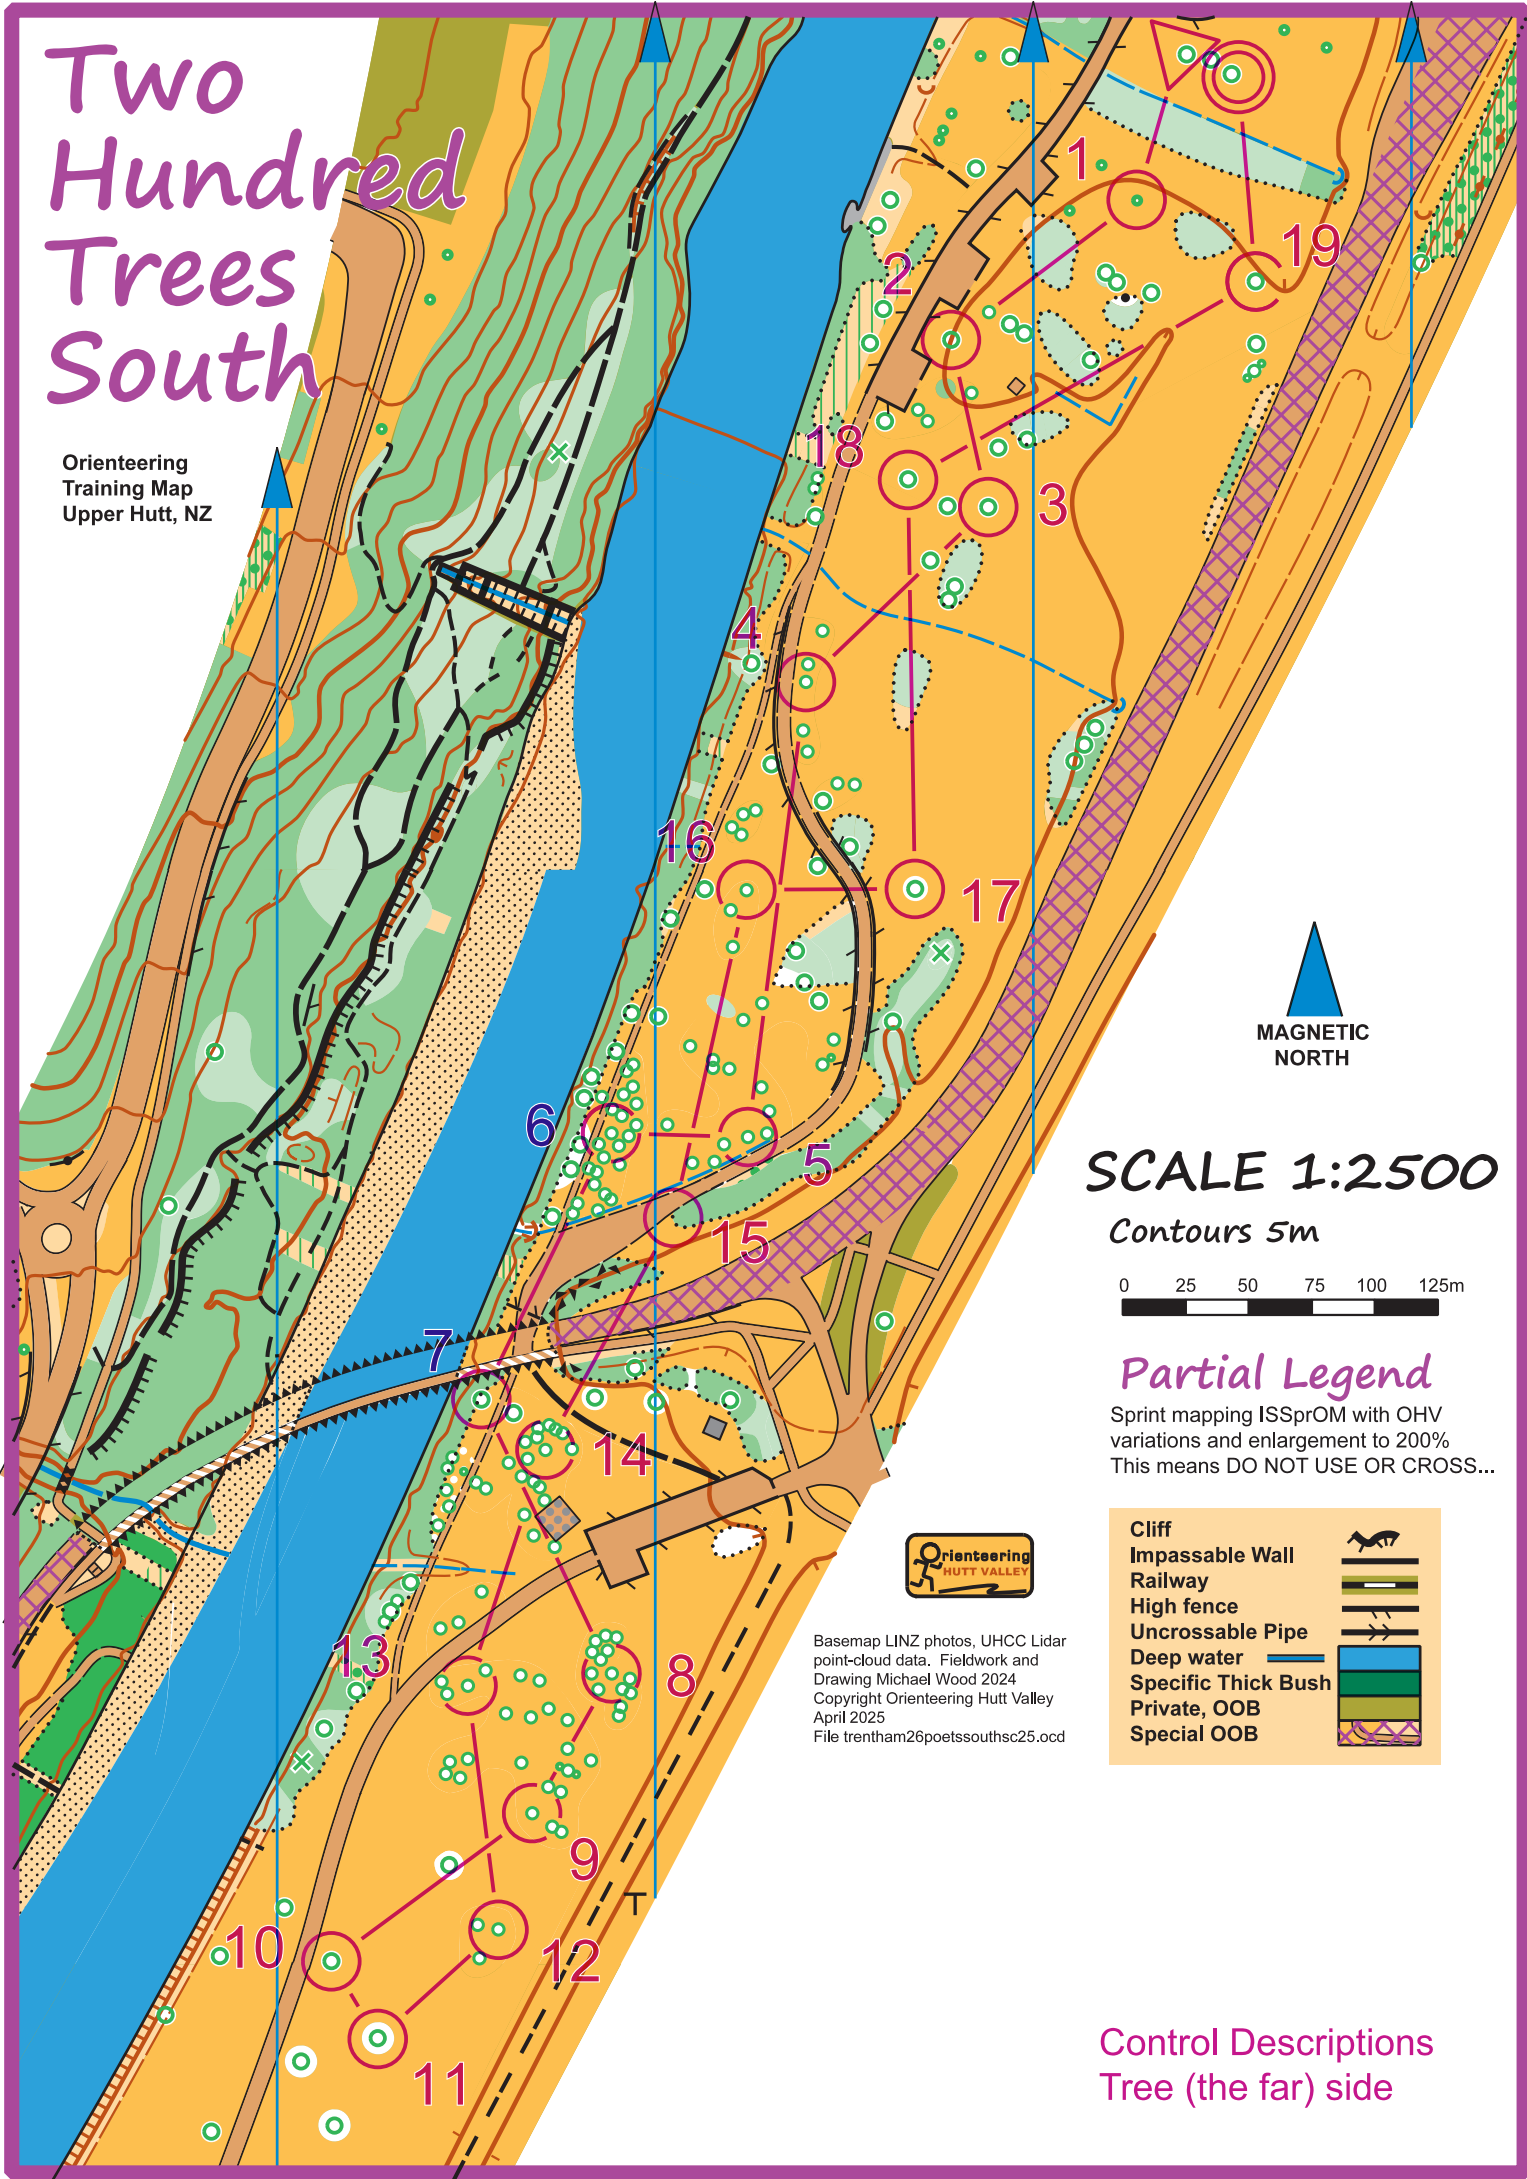 Two
Hundred
Trees
South
Orienteering
Training Map
Upper Hutt, NZ
1
2
19
18
3
4
16
17
6
5
15
7
14
13
8
9
10
12
11
MAGNETIC
NORTH
SCALE 1:2500
Contours 5m
0 25 50 75 100 125m
Partial Legend
Sprint mapping ISSprOM with OHV
variations and enlargement to 200%
This means DO NOT USE OR CROSS...
Cliff
Impassable Wall
Railway
High fence
Uncrossable Pipe
Deep water
Specific Thick Bush
Private, OOB
Special OOB
rienteering
HUTT VALLEY
Basemap LINZ photos, UHCC Lidar
point-cloud data. Fieldwork and
Drawing Michael Wood 2024
Copyright Orienteering Hutt Valley
April 2025
File trentham26poetssouthsc25.ocd
Control Descriptions
Tree (the far) side